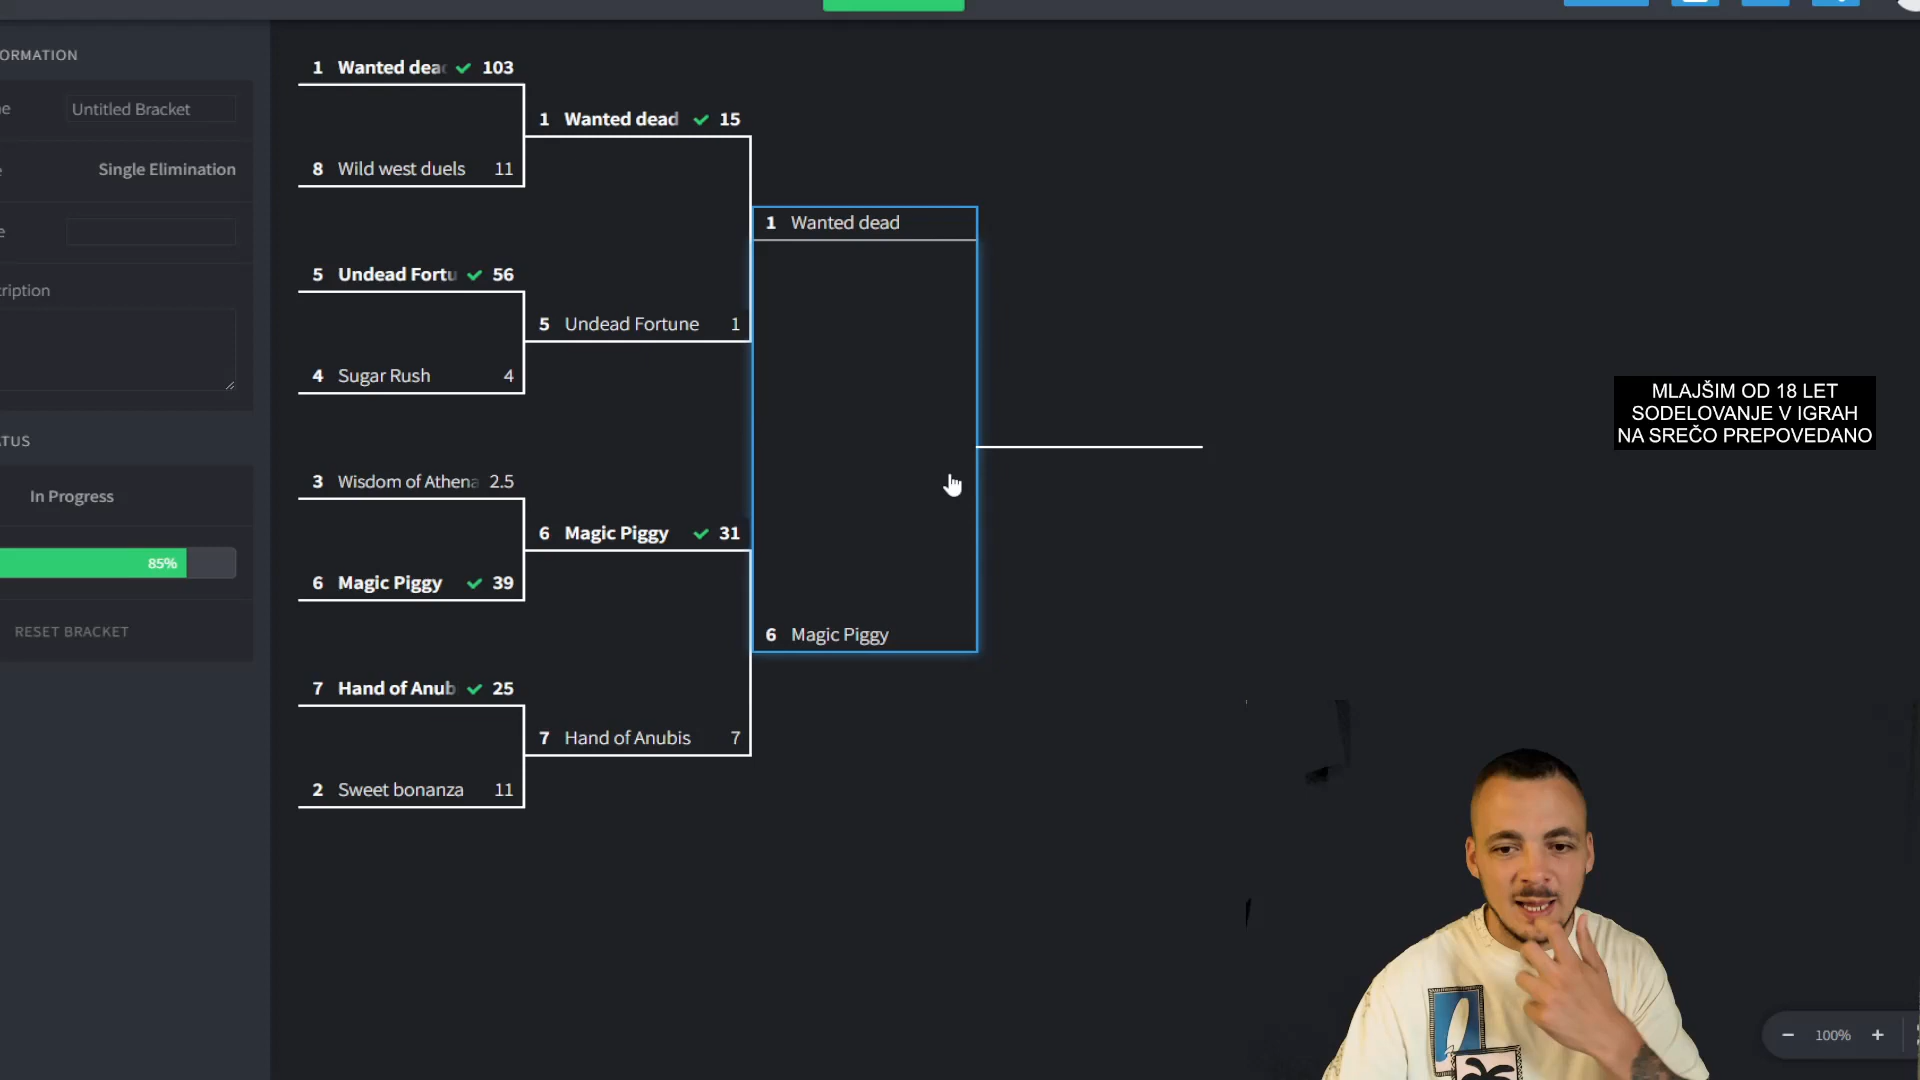 ORMATION
ne
Untitled Bracket
e
Single Elimination
e
ription
ATUS
In Progress
85%
RESET BRACKET
1 Wanted dea 103
8 Wild west duels 11
5 Undead Fortu 56
4 Sugar Rush 4
3 Wisdom of Athena 2.5
6 Magic Piggy 39
7 Hand of Anub 25
2 Sweet bonanza 11
1 Wanted dead 15
5 Undead Fortune 1
6 Magic Piggy 31
7 Hand of Anubis 7
1 Wanted dead
6 Magic Piggy
MLAJŠIM OD 18 LET
SODELOVANJE V IGRAH
NA SREČO PREPOVEDANO
100%